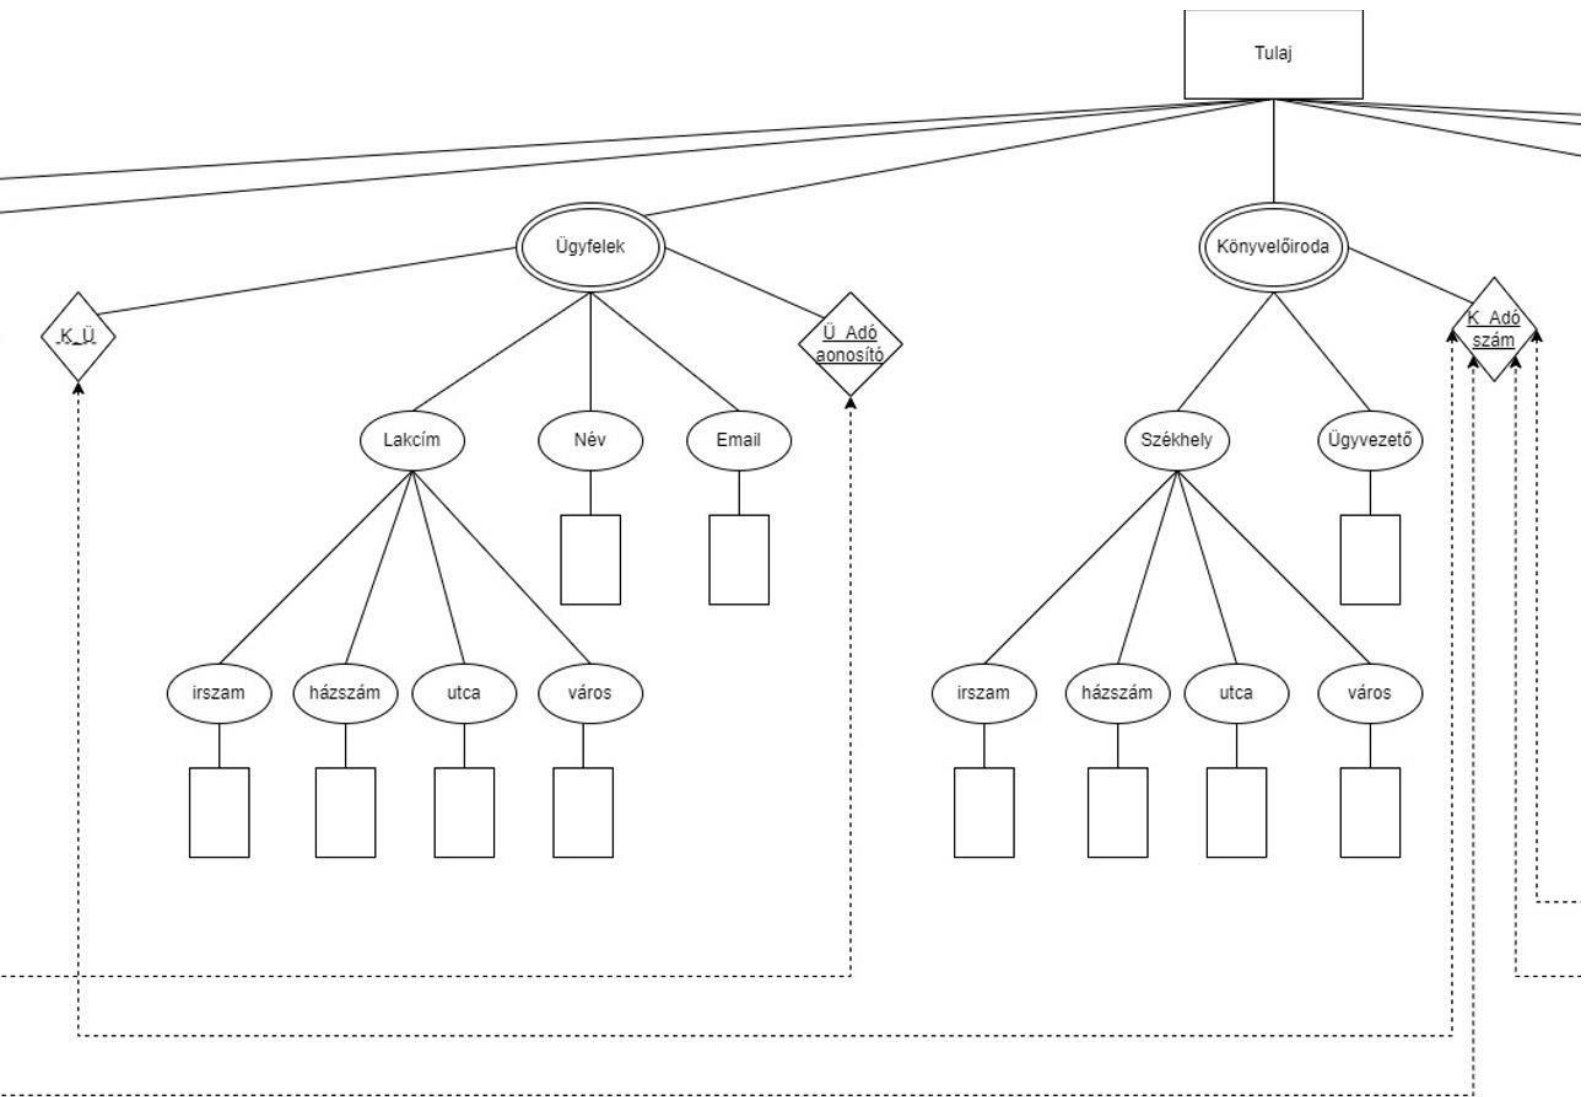 Tulaj
Ügyfelek
Könyvelőiroda
K_Ü
Ü_Adó
aonosító
K_Adó
szám
Lakcím
Név
Email
Székhely
Ügyvezető
irszam
házszám
utca
város
irszam
házszám
utca
város